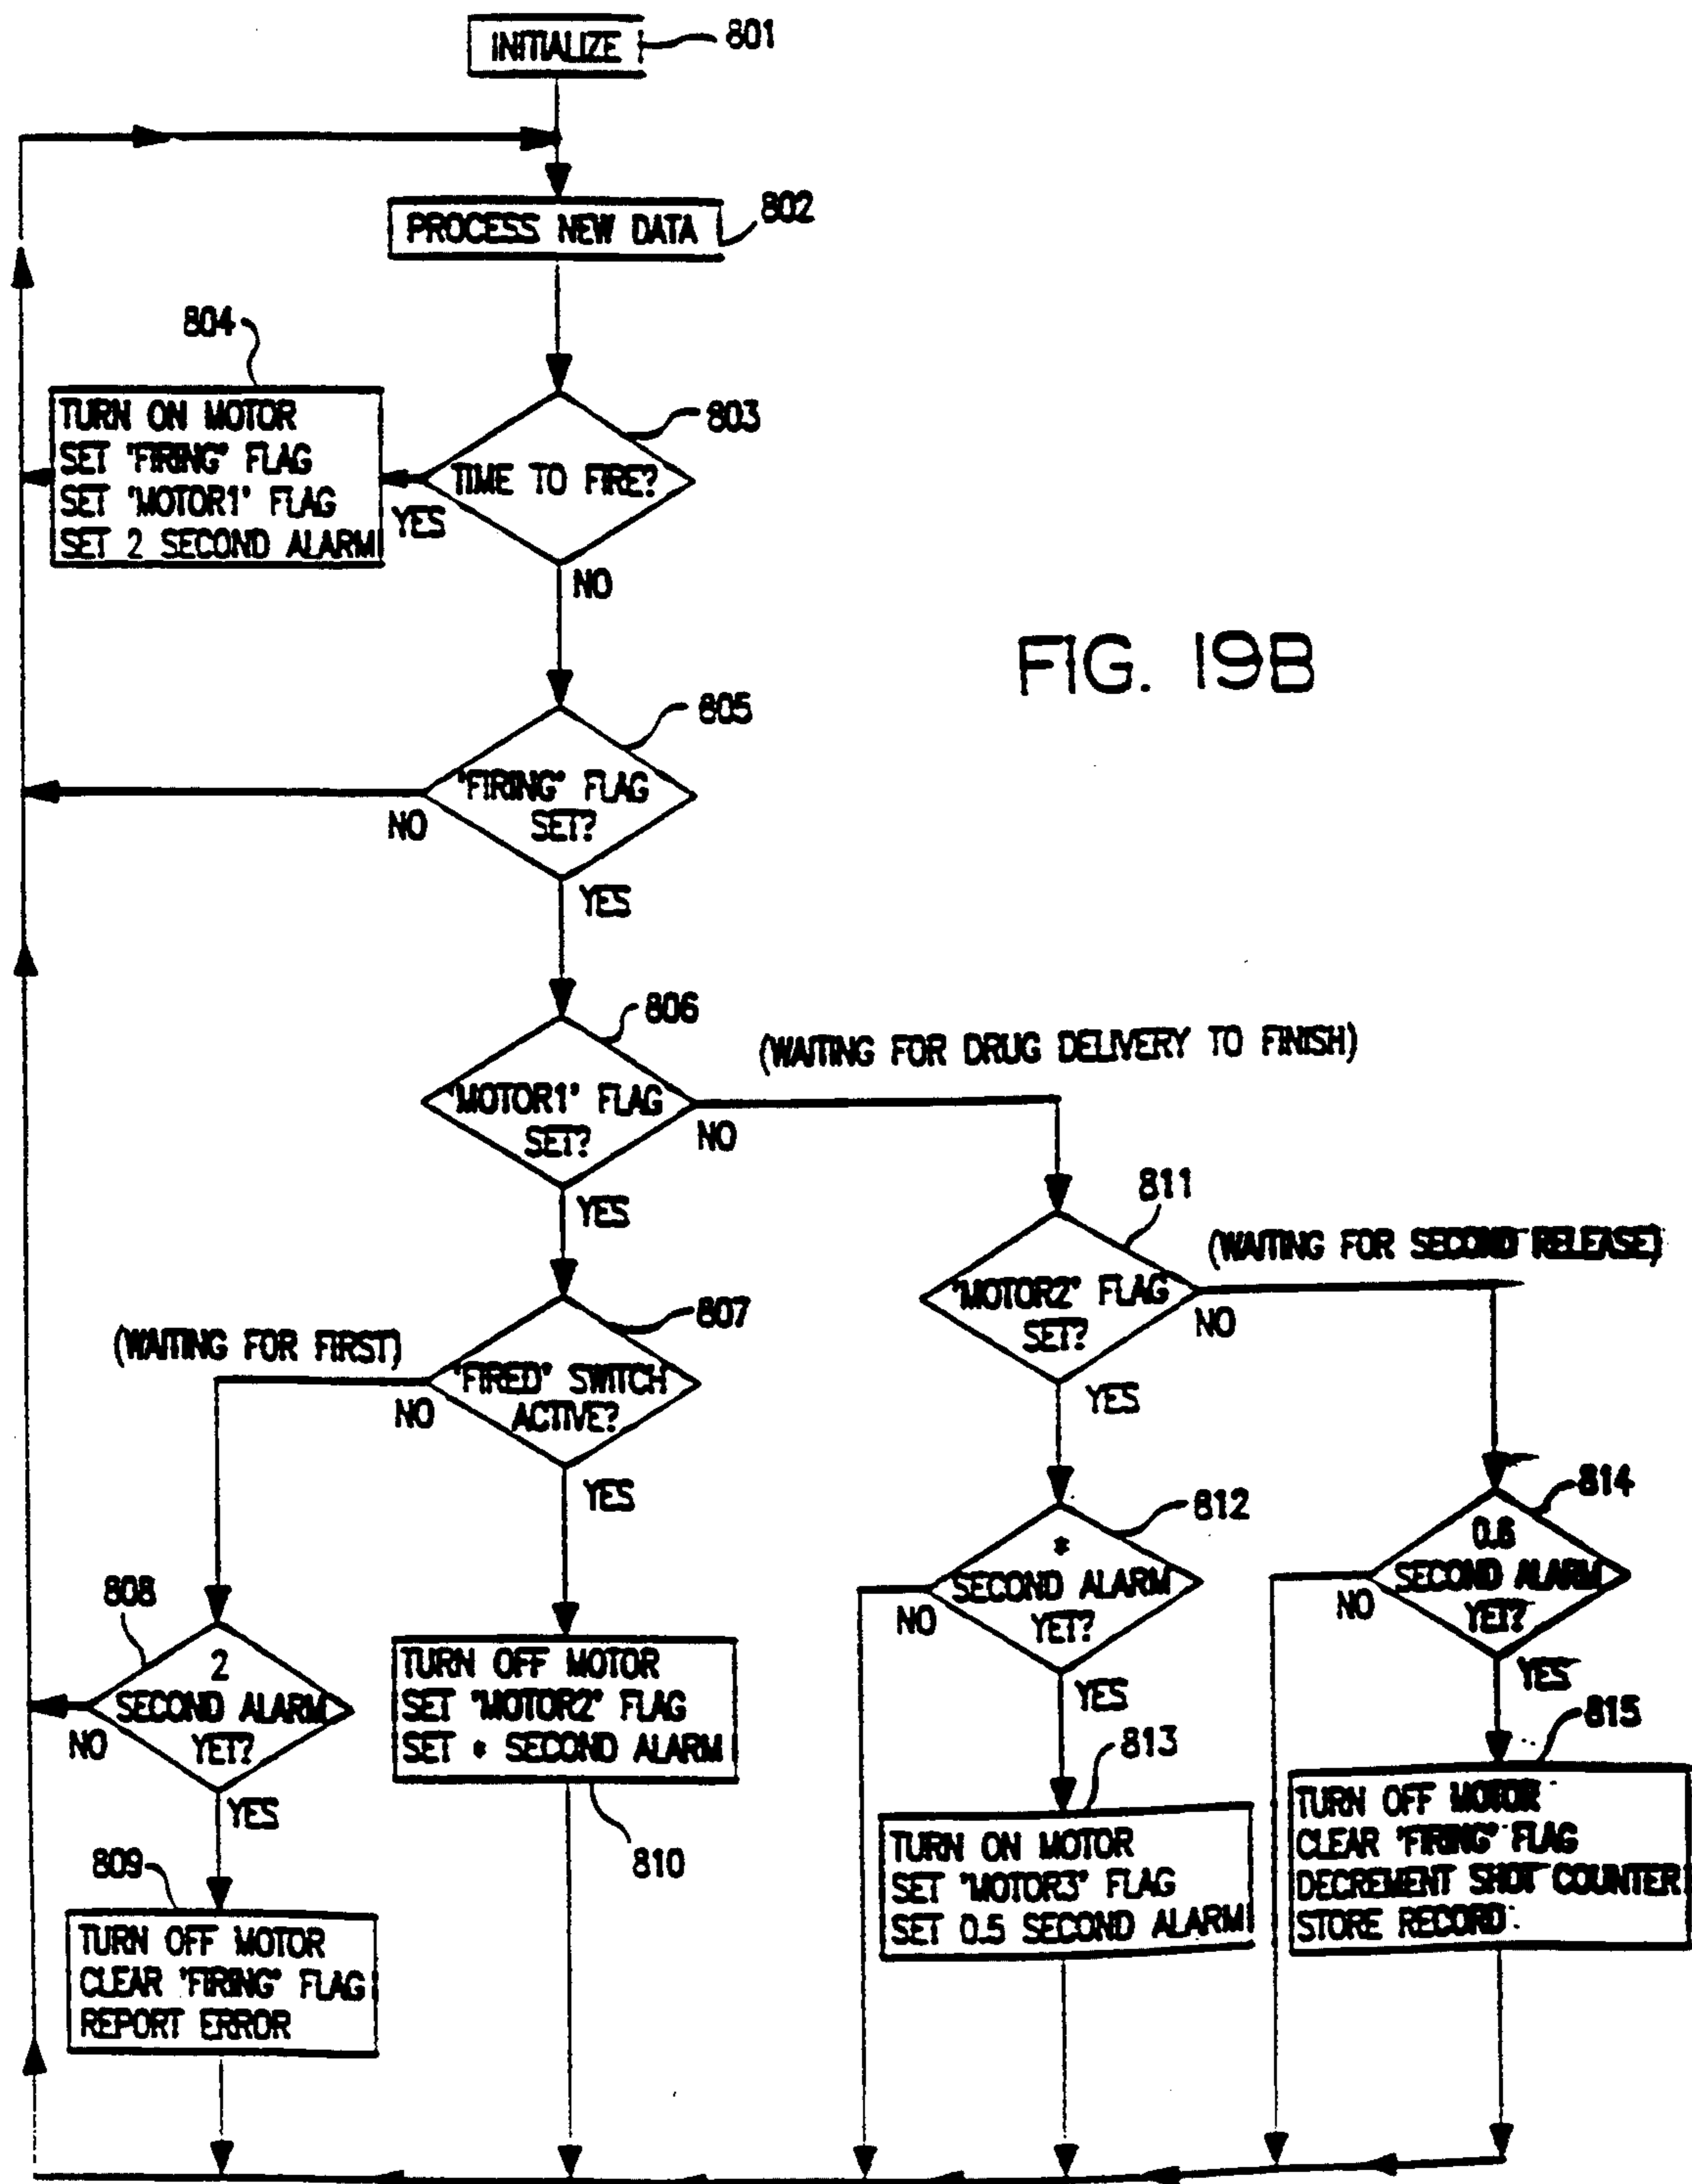 INITIALIZE
801
PROCESS NEW DATA
802
804
TURN ON MOTOR
SET "FIRING" FLAG
SET "MOTOR1" FLAG
SET 2 SECOND ALARM
803
TIME TO FIRE?
YES
NO
FIG. 19B
805
"FIRING" FLAG
SET?
NO
YES
806
"MOTOR1" FLAG
SET?
(WAITING FOR DRUG DELIVERY TO FINISH)
NO
YES
811
"MOTOR2" FLAG
SET?
(WAITING FOR SECOND RELEASE)
NO
YES
807
(WAITING FOR FIRST)
"FIRED" SWITCH
ACTIVE?
NO
YES
812
*
SECOND ALARM
YET?
NO
YES
814
0.6
SECOND ALARM
YET?
NO
YES
808
2
SECOND ALARM
YET?
NO
YES
TURN OFF MOTOR
SET "MOTOR2" FLAG
SET * SECOND ALARM
810
813
TURN ON MOTOR
SET "MOTOR3" FLAG
SET 0.5 SECOND ALARM
815
TURN OFF MOTOR
CLEAR "FIRING" FLAG
DECREMENT SHOT COUNTER
STORE RECORD
809
TURN OFF MOTOR
CLEAR "FIRING" FLAG
REPORT ERROR